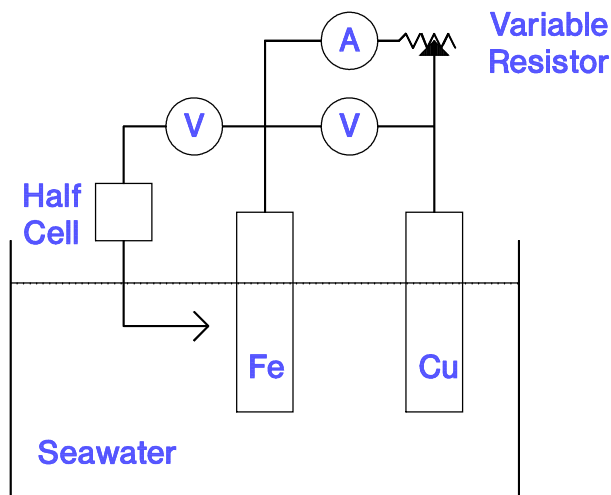 Variable
Resistor
A
V
V
Half
Cell
Fe
Cu
Seawater